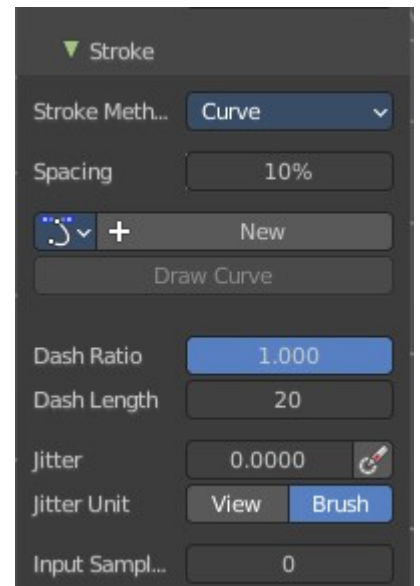 Stroke
Stroke Meth... Curve
Spacing 10%
New
Draw Curve
Dash Ratio 1.000
Dash Length 20
Jitter 0.0000
Jitter Unit View Brush
Input Sampl... 0